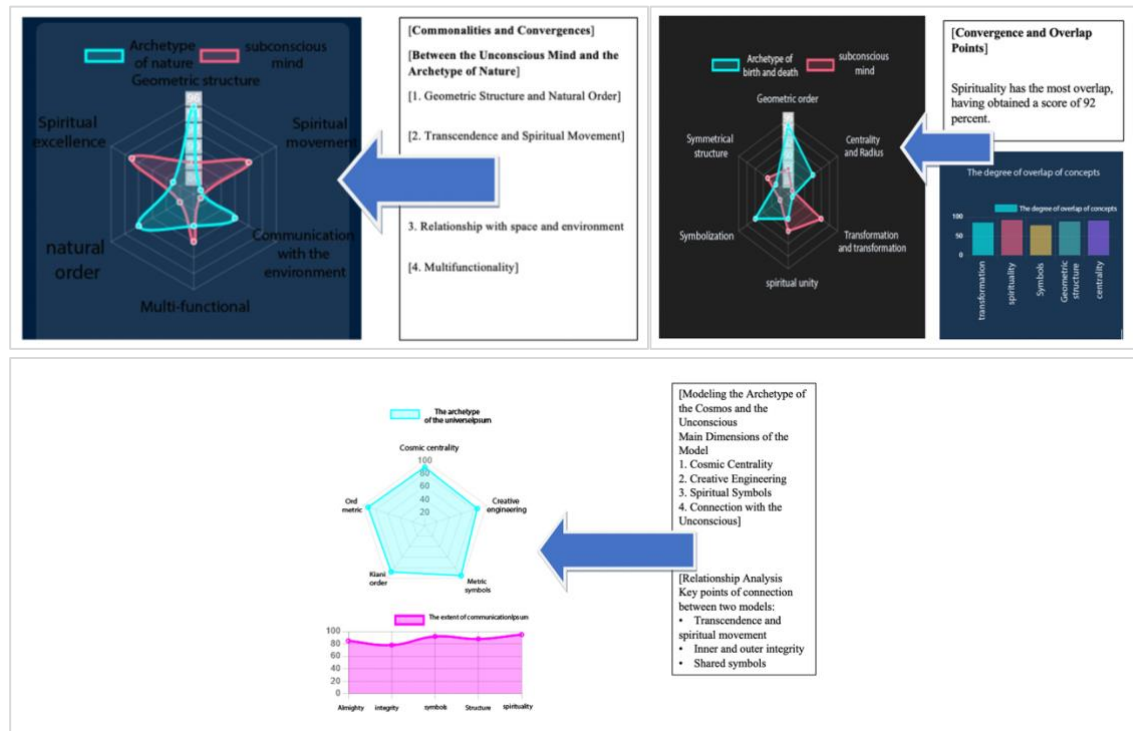 Archetype of nature
subconscious mind
Geometric structure
Spiritual excellence
Spiritual movement
natural order
Communication with the environment
Multi-functional
[Commonalities and Convergences]
[Between the Unconscious Mind and the
Archetype of Nature]
[1. Geometric Structure and Natural Order]
[2. Transcendence and Spiritual Movement]
3. Relationship with space and environment
[4. Multifunctionality]
Archetype of birth and death
subconscious mind
Geometric order
Symmetrical structure
Centrality and Radius
Symbolization
Transformation and transformation
spiritual unity
[Convergence and Overlap
Points]
Spirituality has the most overlap,
having obtained a score of 92
percent.
The degree of overlap of concepts
The degree of overlap of concepts
100
50
0
transformation
spirituality
Symbols
Geometric structure
centrality
The archetype
of the universeIpsum
Cosmic centrality
100
80
60
40
20
Ord
metric
Creative
engineering
Kiani
order
Metric
symbols
The extent of communicationIpsum
100
80
60
40
20
0
Almighty
integrity
symbols
Structure
spirituality
[Modeling the Archetype of
the Cosmos and the
Unconscious
Main Dimensions of the
Model
1. Cosmic Centrality
2. Creative Engineering
3. Spiritual Symbols
4. Connection with the
Unconscious]
[Relationship Analysis
Key points of connection
between two models:
• Transcendence and
spiritual movement
• Inner and outer integrity
• Shared symbols